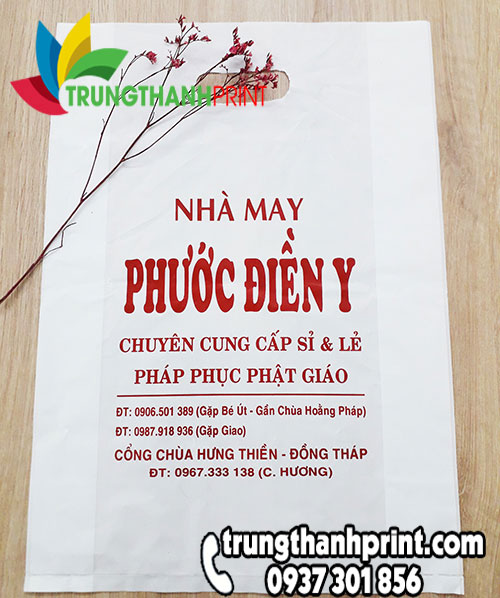 TRUNGTHANHPRINT
NHÀ MAY
PHƯỚC ĐIỀN Y
CHUYÊN CUNG CẤP SỈ & LẺ
PHÁP PHỤC PHẬT GIÁO
ĐT: 0906.501 389 (Gặp Bé Út - Gần Chùa Hoằng Pháp)
ĐT: 0987.918 936 (Gặp Giao)
CỔNG CHÙA HƯNG THIỀN - ĐỒNG THÁP
ĐT: 0967.333 138 (C. HƯƠNG)
trungthanhprint.com
0937 301 856